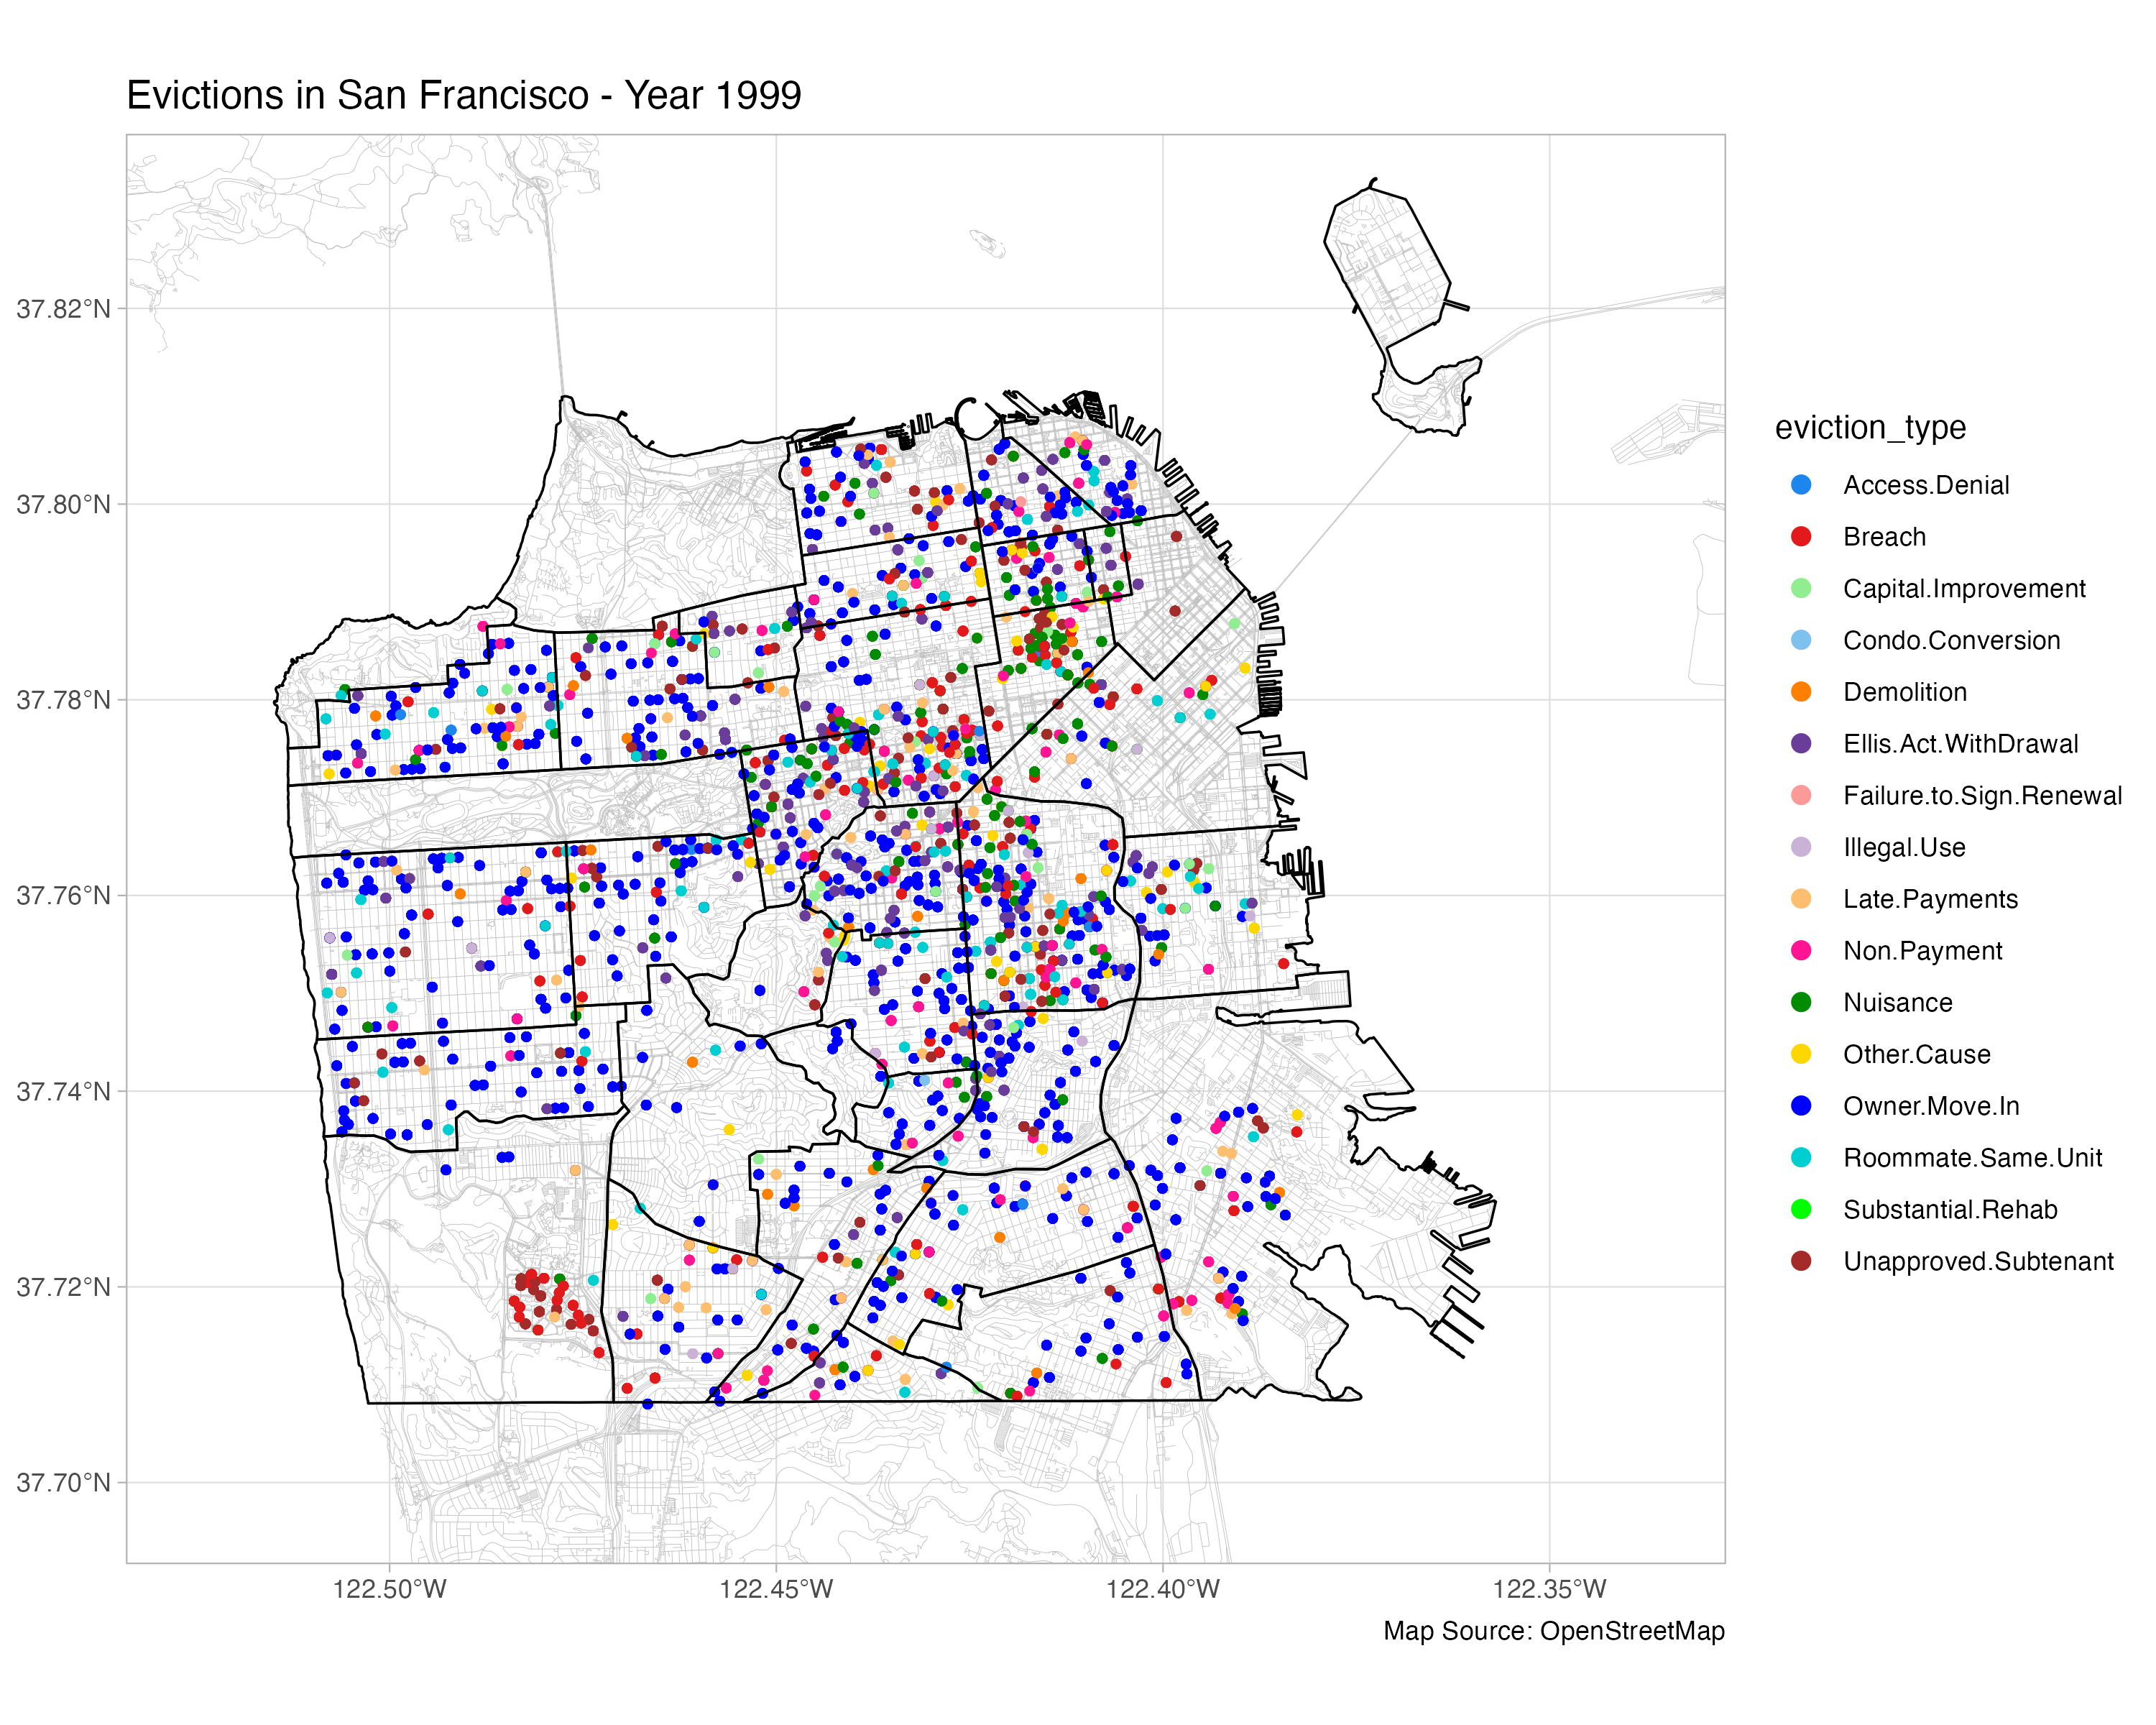 Evictions in San Francisco - Year 1999
37.82°N
37.80°N
37.78°N
37.76°N
37.74°N
37.72°N
37.70°N
122.50°W
122.45°W
122.40°W
122.35°W
Map Source: OpenStreetMap
eviction_type
Access.Denial
Breach
Capital.Improvement
Condo.Conversion
Demolition
Ellis.Act.WithDrawal
Failure.to.Sign.Renewal
Illegal.Use
Late.Payments
Non.Payment
Nuisance
Other.Cause
Owner.Move.In
Roommate.Same.Unit
Substantial.Rehab
Unapproved.Subtenant